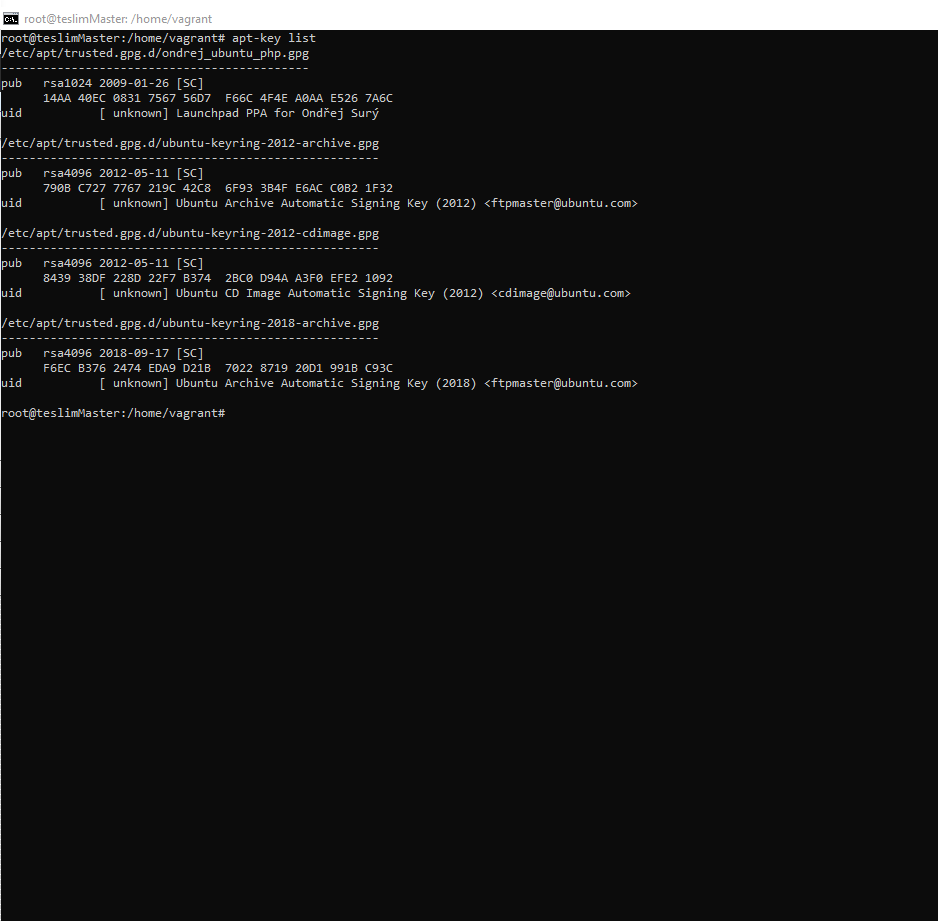 root@teslimMaster: /home/vagrant
root@teslimMaster:/home/vagrant# apt-key list
/etc/apt/trusted.gpg.d/ondrej_ubuntu_php.gpg
--------------------------------------------
pub   rsa1024 2009-01-26 [SC]
      14AA 40EC 0831 7567 56D7  F66C 4F4E A0AA E526 7A6C
uid           [ unknown] Launchpad PPA for Ondřej Surý
/etc/apt/trusted.gpg.d/ubuntu-keyring-2012-archive.gpg
------------------------------------------------------
pub   rsa4096 2012-05-11 [SC]
      790B C727 7767 219C 42C8  6F93 3B4F E6AC C0B2 1F32
uid           [ unknown] Ubuntu Archive Automatic Signing Key (2012) <ftpmaster@ubuntu.com>
/etc/apt/trusted.gpg.d/ubuntu-keyring-2012-cdimage.gpg
------------------------------------------------------
pub   rsa4096 2012-05-11 [SC]
      8439 38DF 228D 22F7 B374  2BC0 D94A A3F0 EFE2 1092
uid           [ unknown] Ubuntu CD Image Automatic Signing Key (2012) <cdimage@ubuntu.com>
/etc/apt/trusted.gpg.d/ubuntu-keyring-2018-archive.gpg
------------------------------------------------------
pub   rsa4096 2018-09-17 [SC]
      F6EC B376 2474 EDA9 D21B  7022 8719 20D1 991B C93C
uid           [ unknown] Ubuntu Archive Automatic Signing Key (2018) <ftpmaster@ubuntu.com>
root@teslimMaster:/home/vagrant#